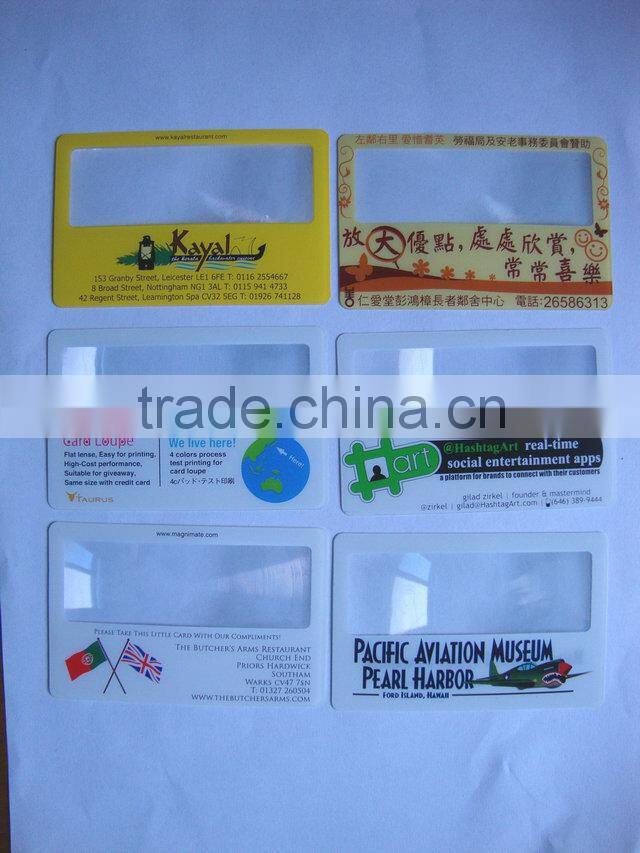 www.kayalrestaurant.com
Kayal
the kerala backwater cuisine
153 Granby Street, Leicester LE1 6FE T: 0116 2554667
8 Broad Street, Nottingham NG1 3AL T: 0115 941 4733
42 Regent Street, Leamington Spa CV32 5EG T: 01926 741128
左鄰右里 愛惜耆英 勞福局及安老事務委員會贊助
放大優點,處處欣賞,
常常喜樂
仁愛堂彭鴻樟長者鄰舍中心 電話:26586313
trade.china.cn
Card Loupe
Flat lense, Easy for printing,
High-Cost performance,
Suitable for giveaway,
Same size with credit card
TAURUS
We live here!
4 colors process
test printing for
card loupe
4cパッド・テスト印刷
Here!
art
@HashtagArt real-time
social entertainment apps
a platform for brands to connect with their customers
gilad zirkel | founder & mastermind
@zirkel | gilad@HashtagArt.com | (646) 389-9444
www.magnimate.com
Please Take This Little Card With Our Compliments!
The Butcher's Arms Restaurant
Church End
Priors Hardwick
Southam
Warks CV47 7SN
T: 01327 260504
www.thebutchersarms.com
Pacific Aviation Museum
Pearl Harbor
Ford Island, Hawaii